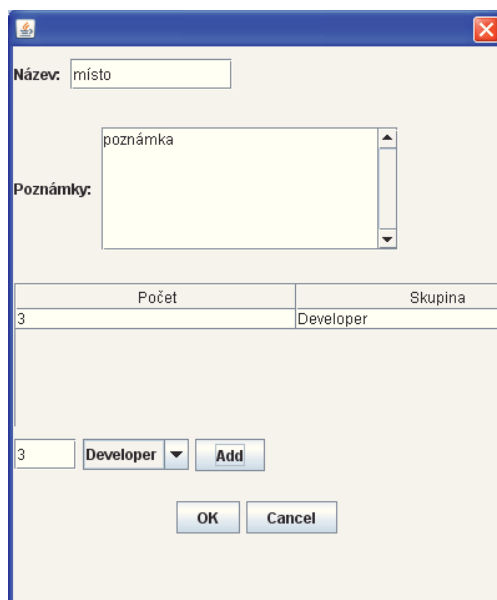 Název: místo
poznámka
Poznámky:
Počet Skupina
3 Developer
3 Developer Add
OK Cancel